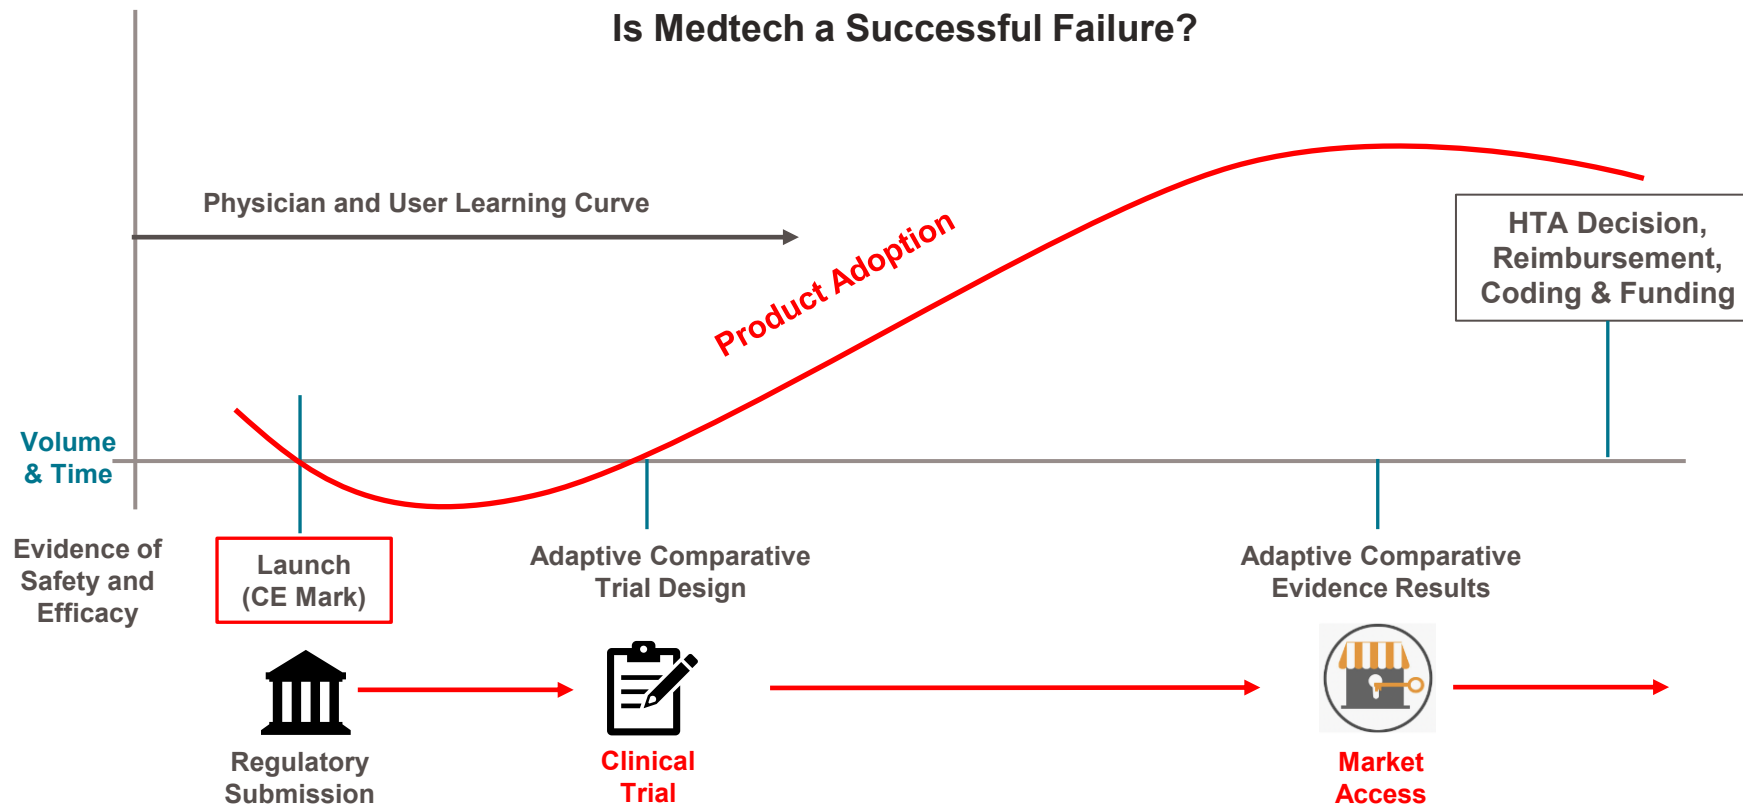 Is Medtech a Successful Failure?
Physician and User Learning Curve
Product Adoption
HTA Decision,
Reimbursement,
Coding & Funding
Volume
& Time
Evidence of
Safety and
Efficacy
Launch
(CE Mark)
Adaptive Comparative
Trial Design
Adaptive Comparative
Evidence Results
Regulatory
Submission
Clinical
Trial
Market
Access